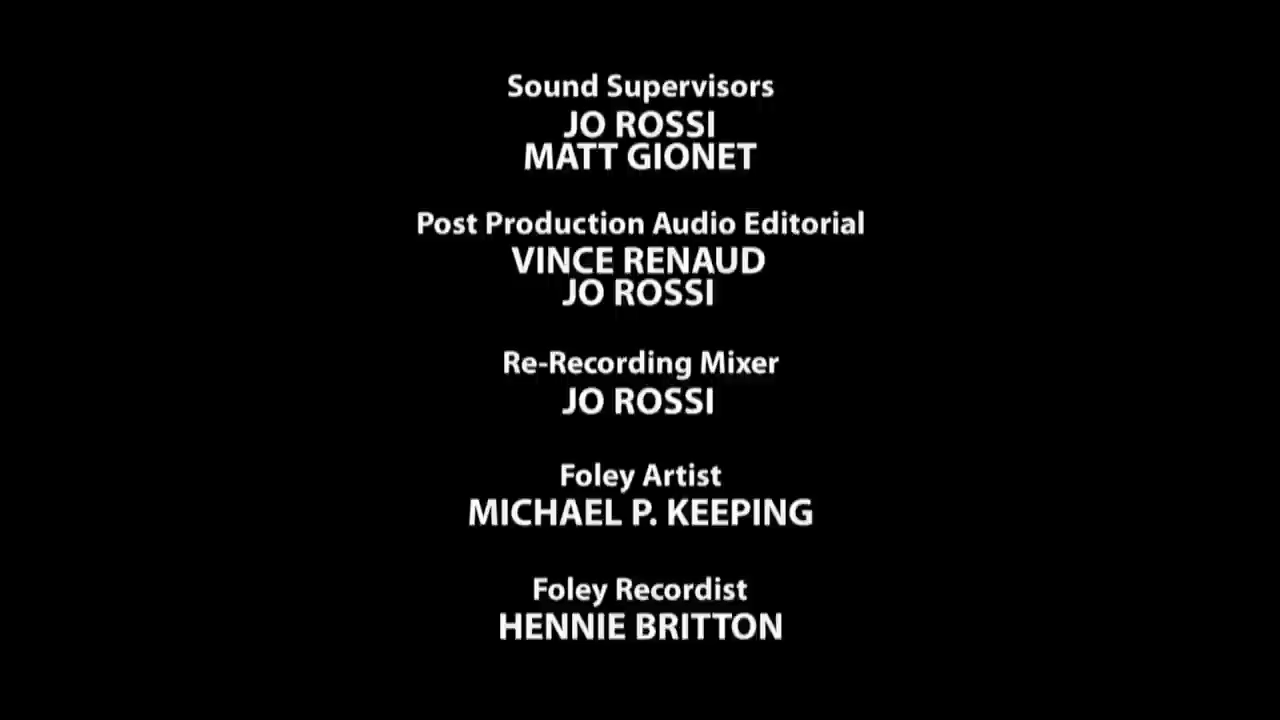 Sound Supervisors
JO ROSSI
MATT GIONET
Post Production Audio Editorial
VINCE RENAUD
JO ROSSI
Re-Recording Mixer
JO ROSSI
Foley Artist
MICHAEL P. KEEPING
Foley Recordist
HENNIE BRITTON